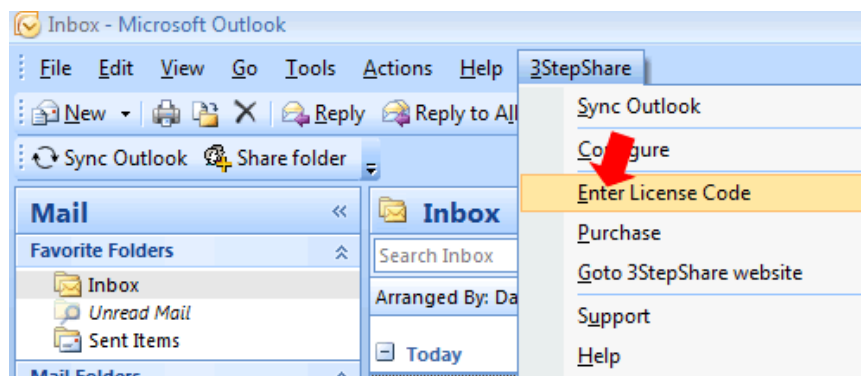 Inbox - Microsoft Outlook
File Edit View Go Tools Actions Help 3StepShare
New Reply Reply to All
Sync Outlook Share folder
Sync Outlook
Enter License Code
Purchase
Goto 3StepShare website
Support
Help
Mail
Favorite Folders
Inbox
Unread Mail
Sent Items
Mail Folders
Inbox
Search Inbox
Arranged By: Da
Today